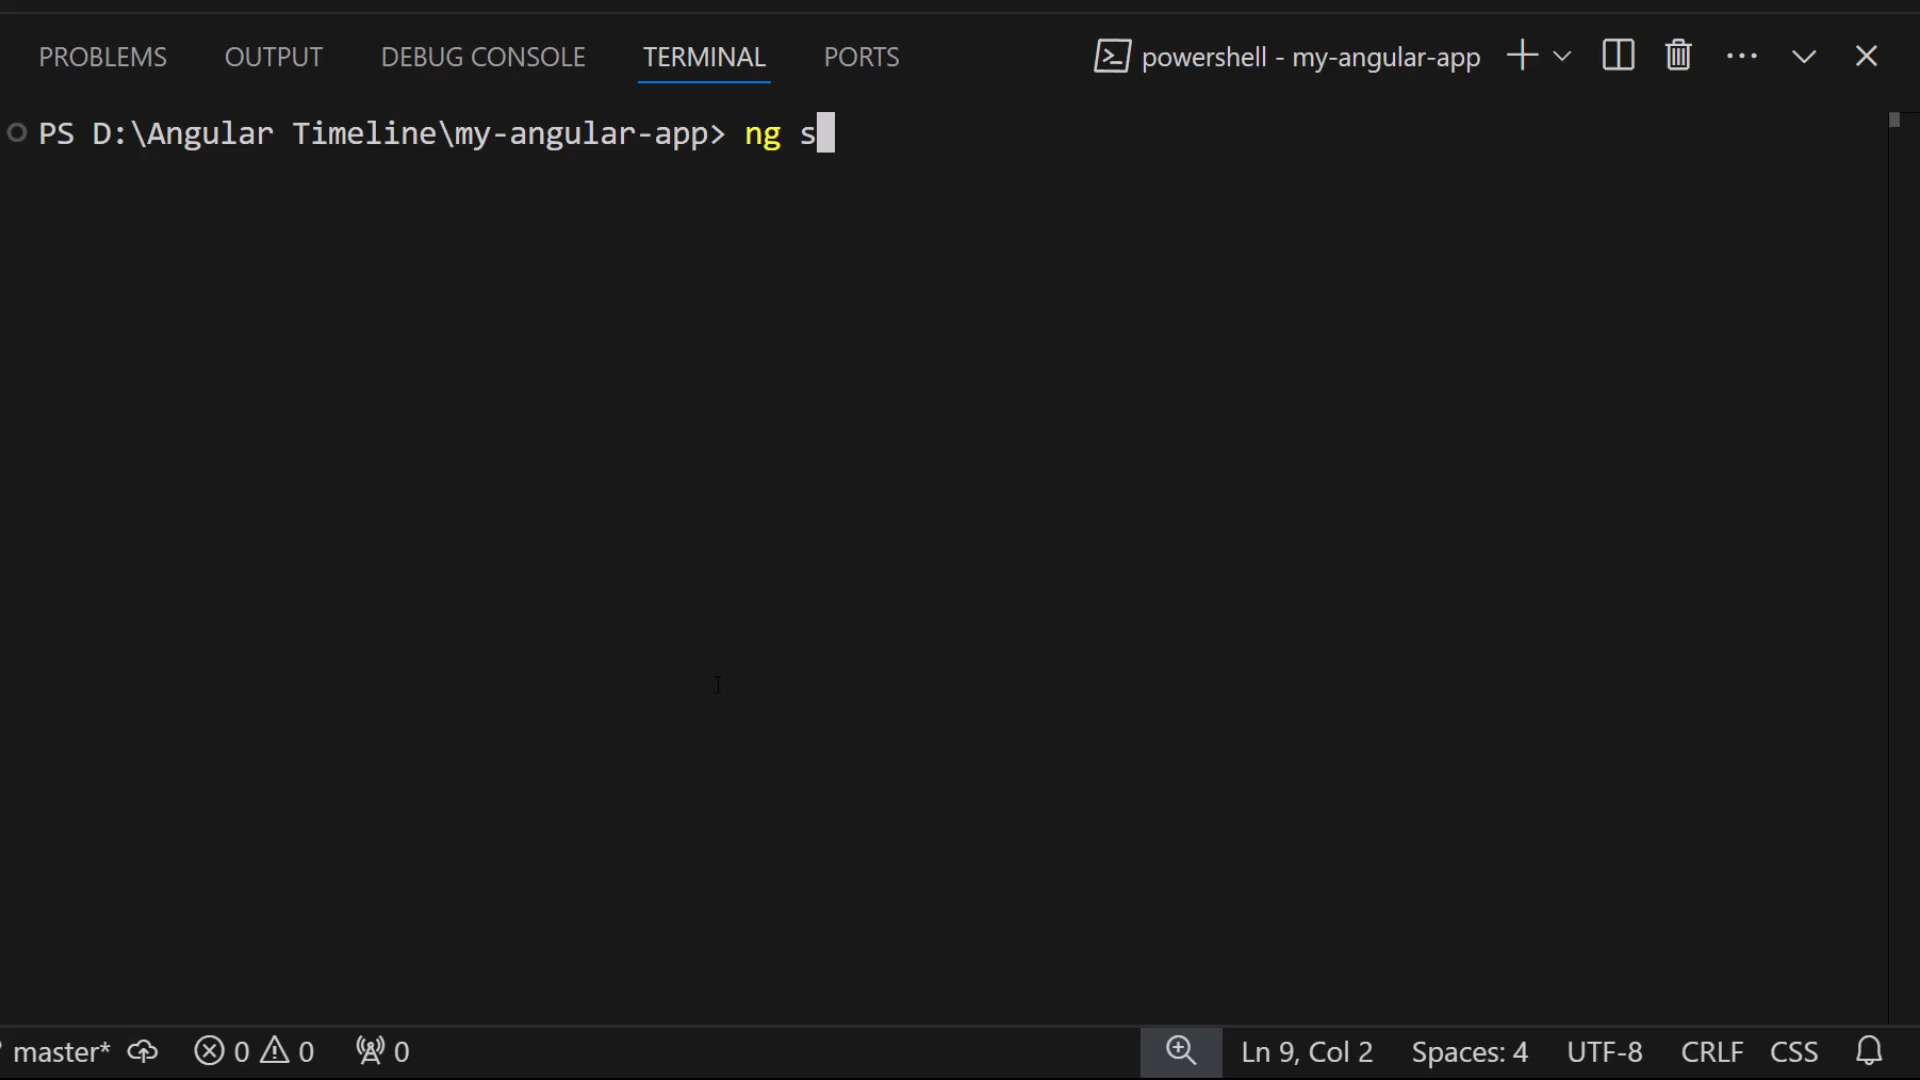 PROBLEMS OUTPUT DEBUG CONSOLE TERMINAL PORTS powershell - my-angular-app
PS D:\Angular Timeline\my-angular-app> ng s
master* 0 0 0 Ln 9, Col 2 Spaces: 4 UTF-8 CRLF CSS